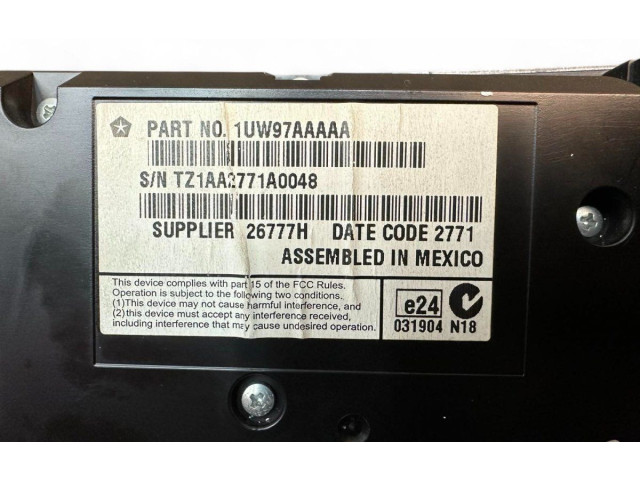 PART NO. 1UW97AAAAA
S/N TZ1AA2771A0048
SUPPLIER 26777H DATE CODE 2771
ASSEMBLED IN MEXICO
This device complies with part 15 of the FCC Rules.
Operation is subject to the following two conditions.
(1)This device may not cause harmful interference, and
(2)this device must accept any interference received,
including interference that may cause undesired operation.
e24
031904 N18